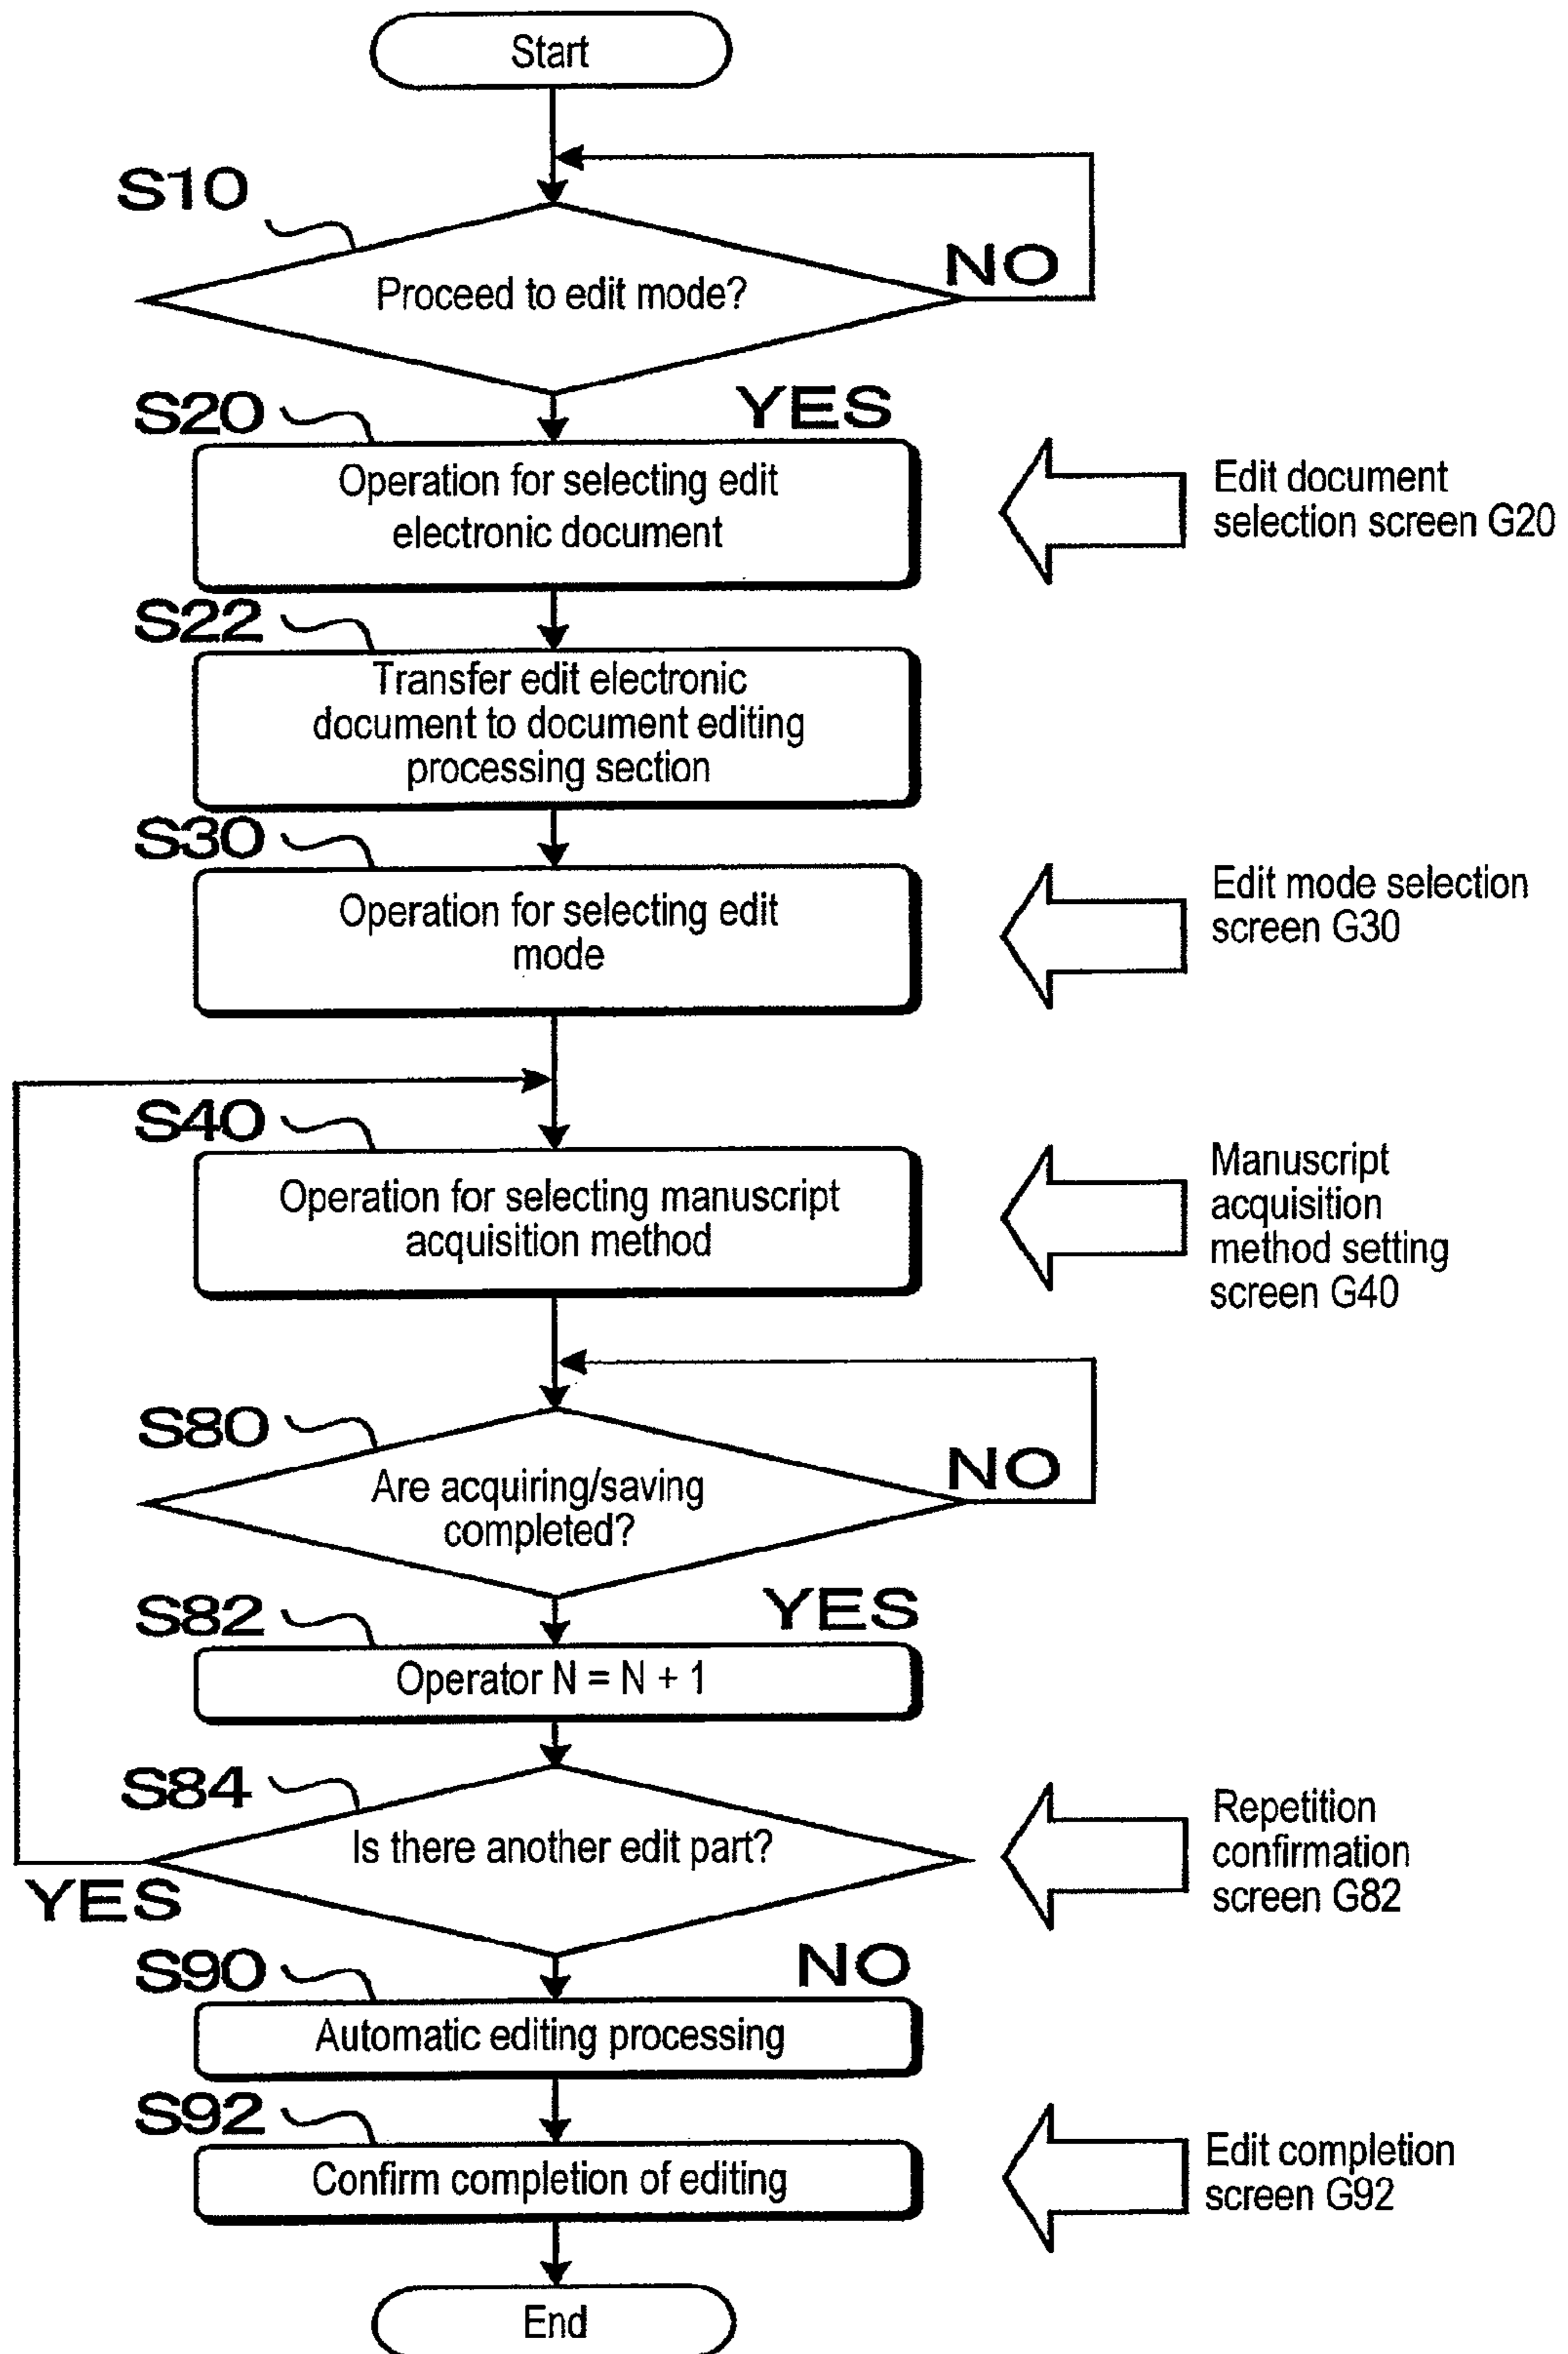 Start
S10
NO
Proceed to edit mode?
YES
S20
Operation for selecting edit
electronic document
Edit document
selection screen G20
S22
Transfer edit electronic
document to document editing
processing section
S30
Operation for selecting edit
mode
Edit mode selection
screen G30
S40
Operation for selecting manuscript
acquisition method
Manuscript
acquisition
method setting
screen G40
S80
NO
Are acquiring/saving
completed?
YES
S82
Operator N = N + 1
S84
Is there another edit part?
Repetition
confirmation
screen G82
YES
NO
S90
Automatic editing processing
S92
Confirm completion of editing
Edit completion
screen G92
End